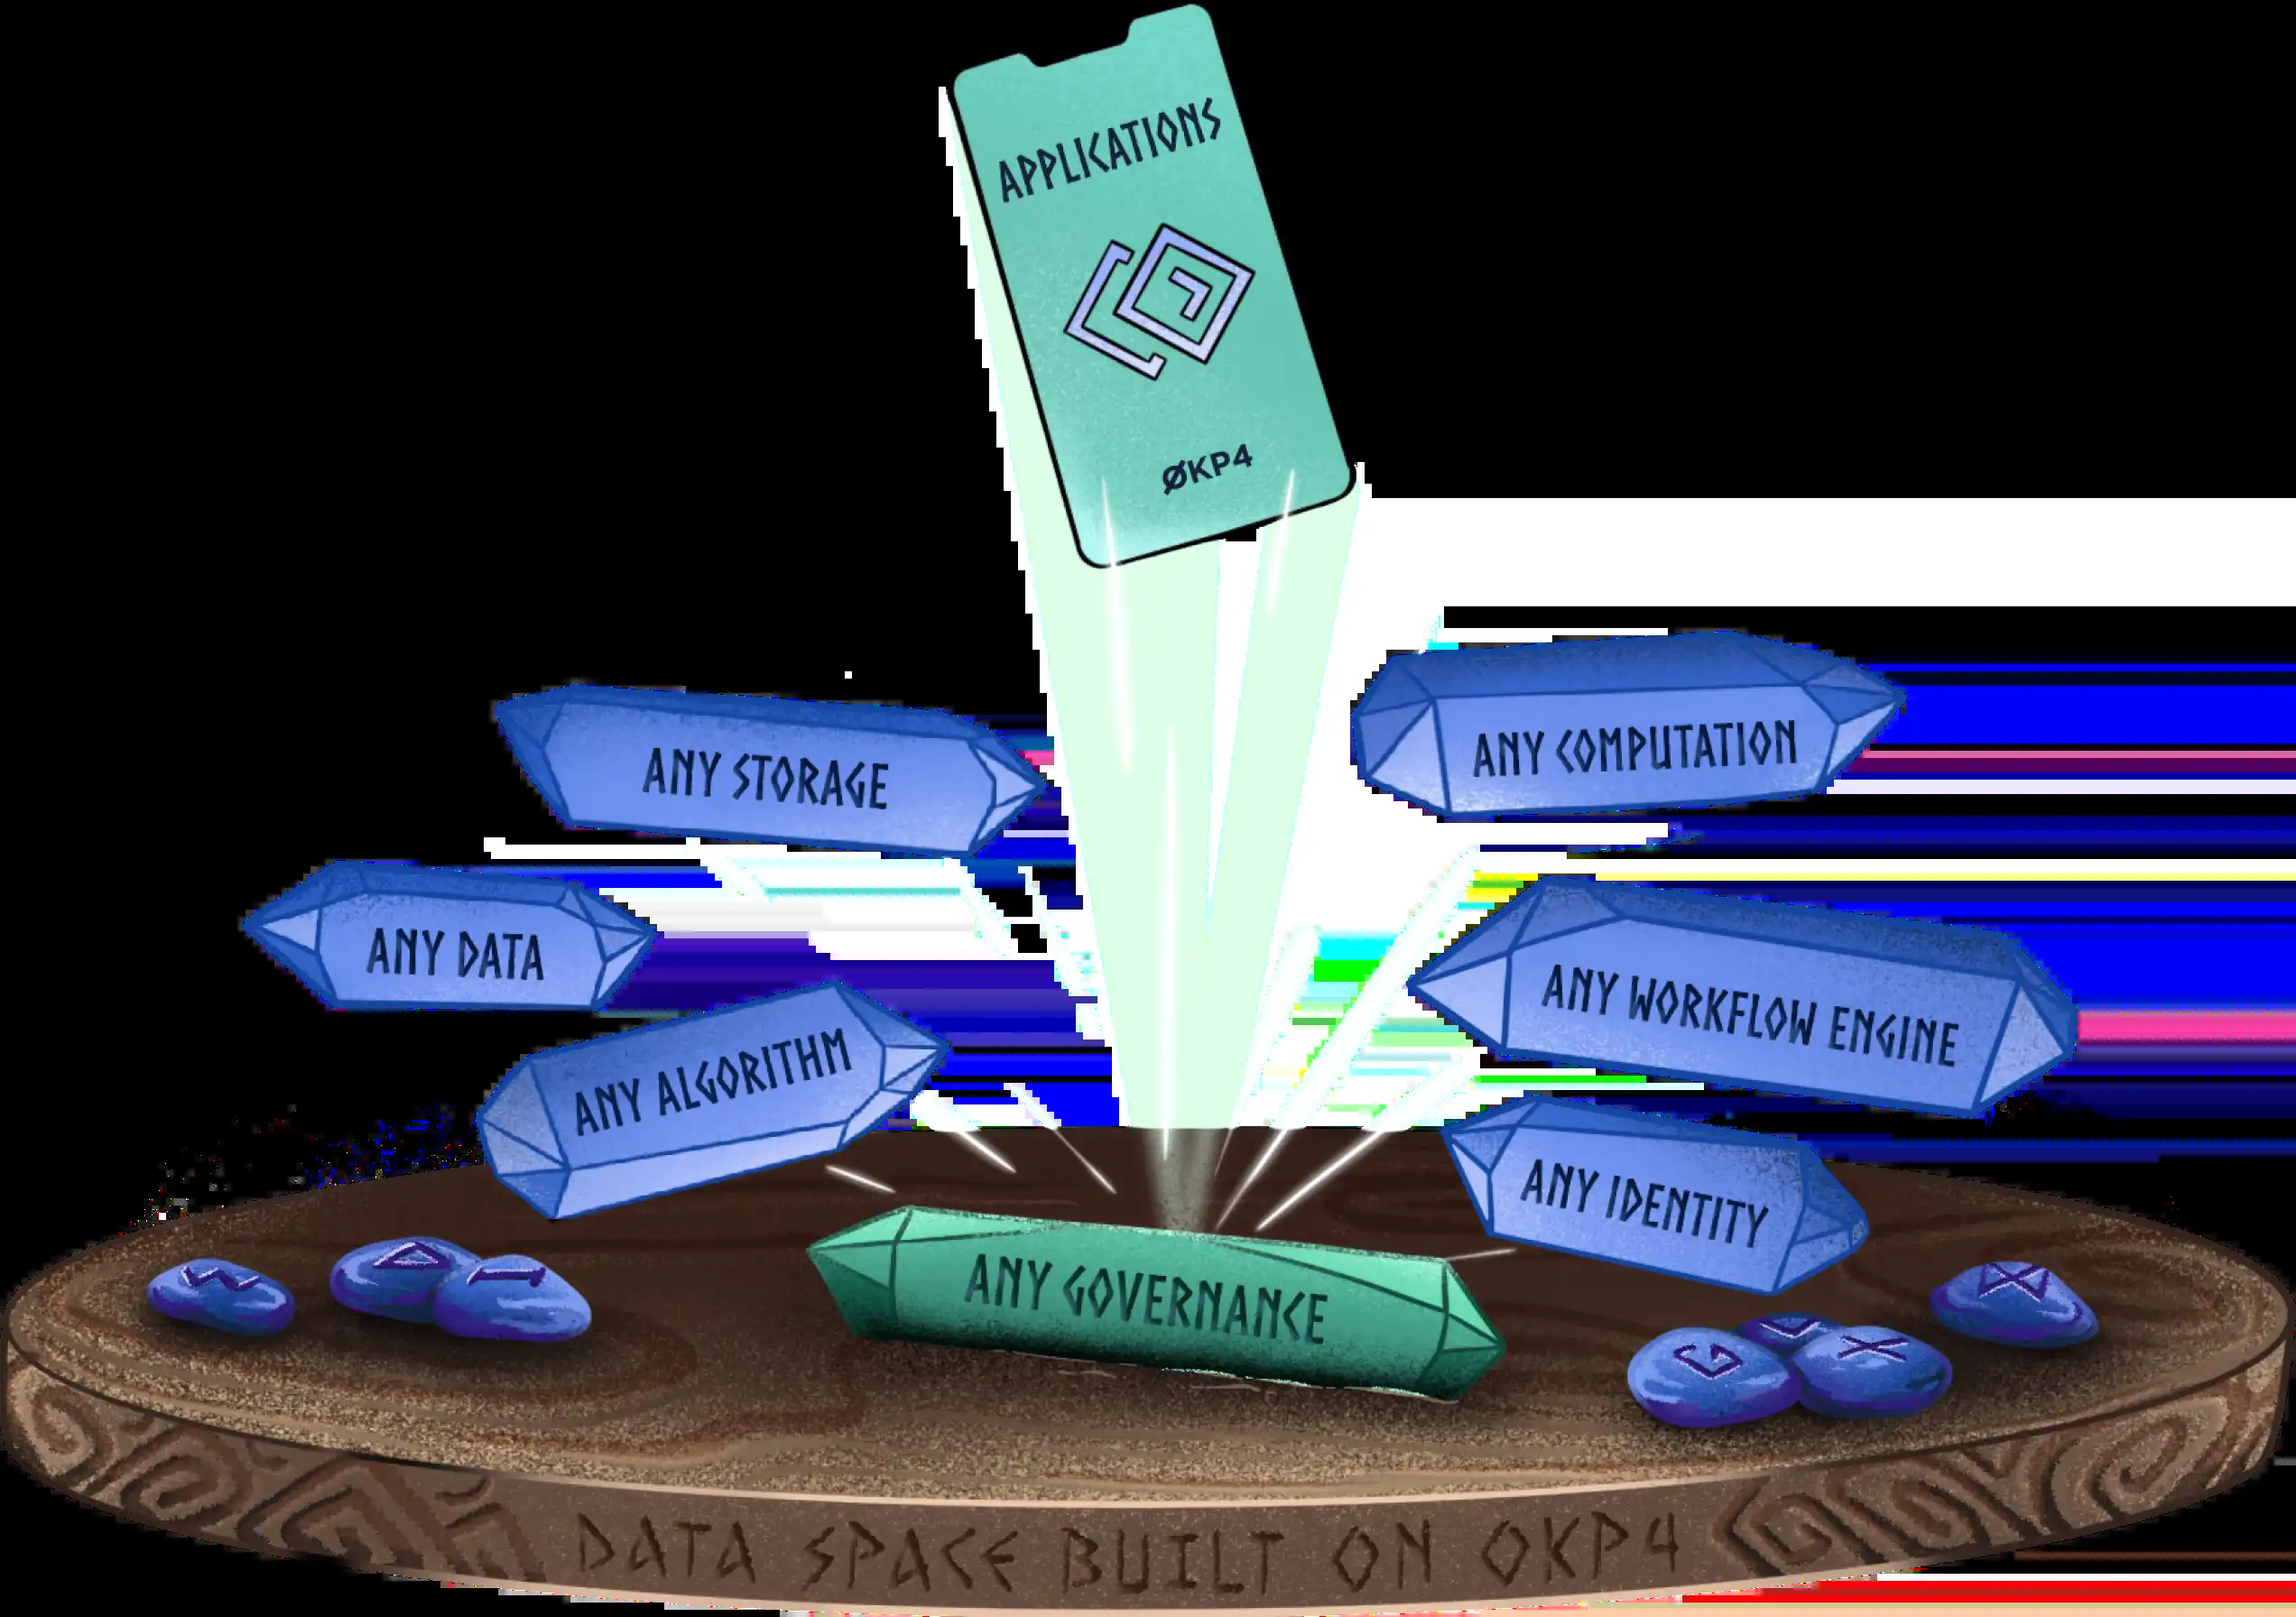 APPLICATIONS
ØKP4
ANY STORAGE
ANY COMPUTATION
ANY DATA
ANY WORKFLOW ENGINE
ANY ALGORITHM
ANY IDENTITY
ANY GOVERNANCE
DATA SPACE BUILT ON OKP4